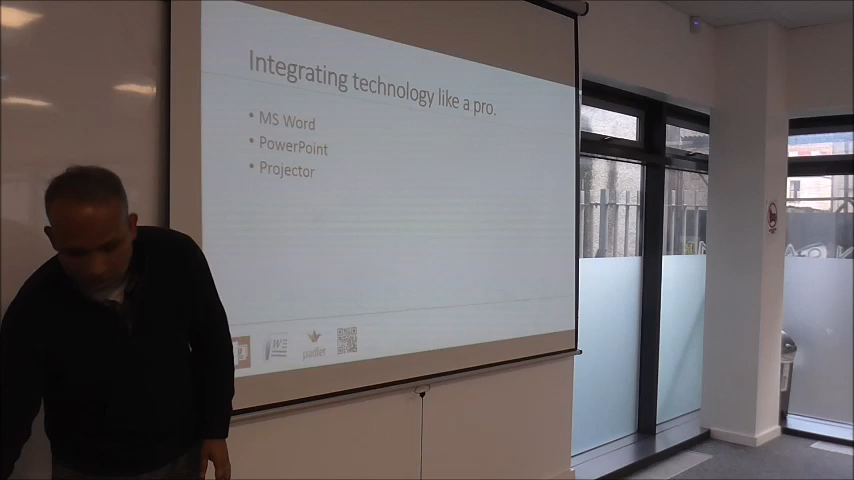 Integrating technology like a pro.
• MS Word
• PowerPoint
• Projector
padlet